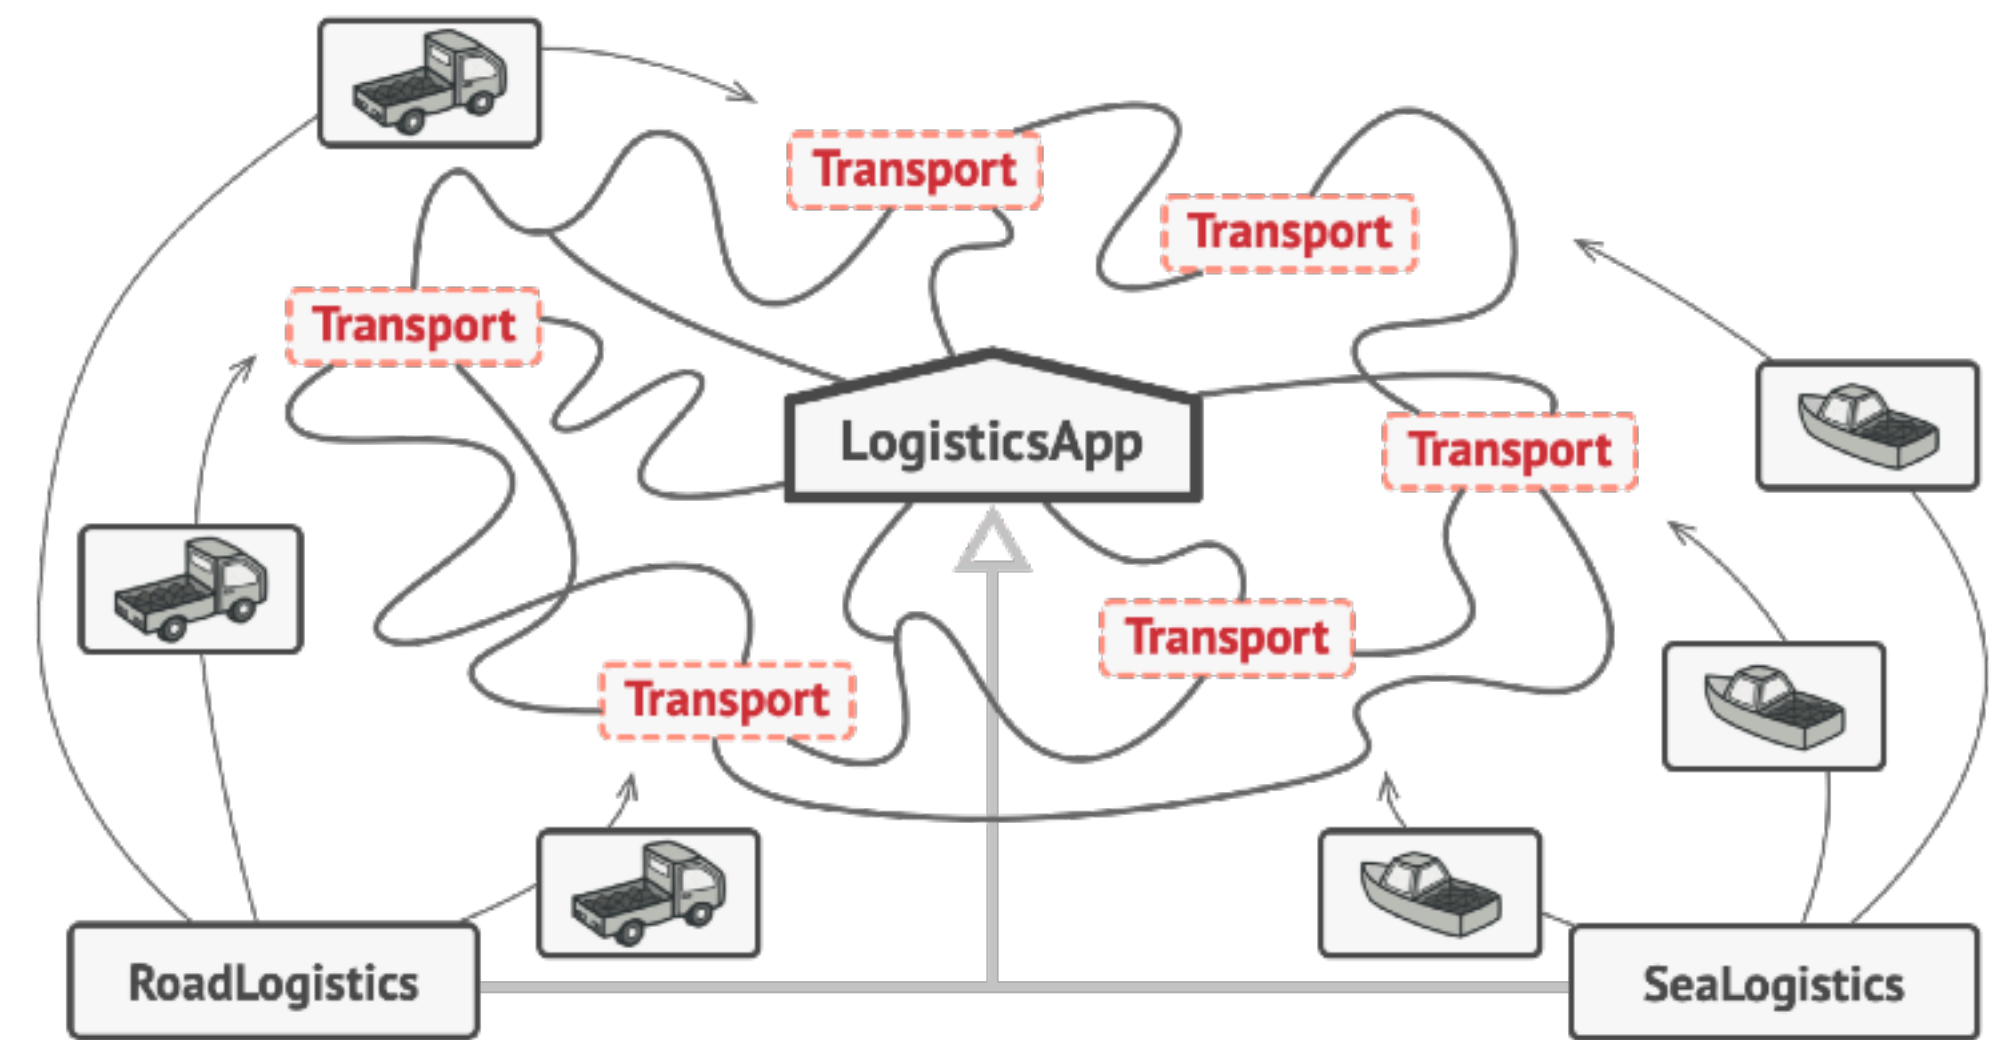 Transport
Transport
Transport
LogisticsApp
Transport
Transport
Transport
RoadLogistics
SeaLogistics